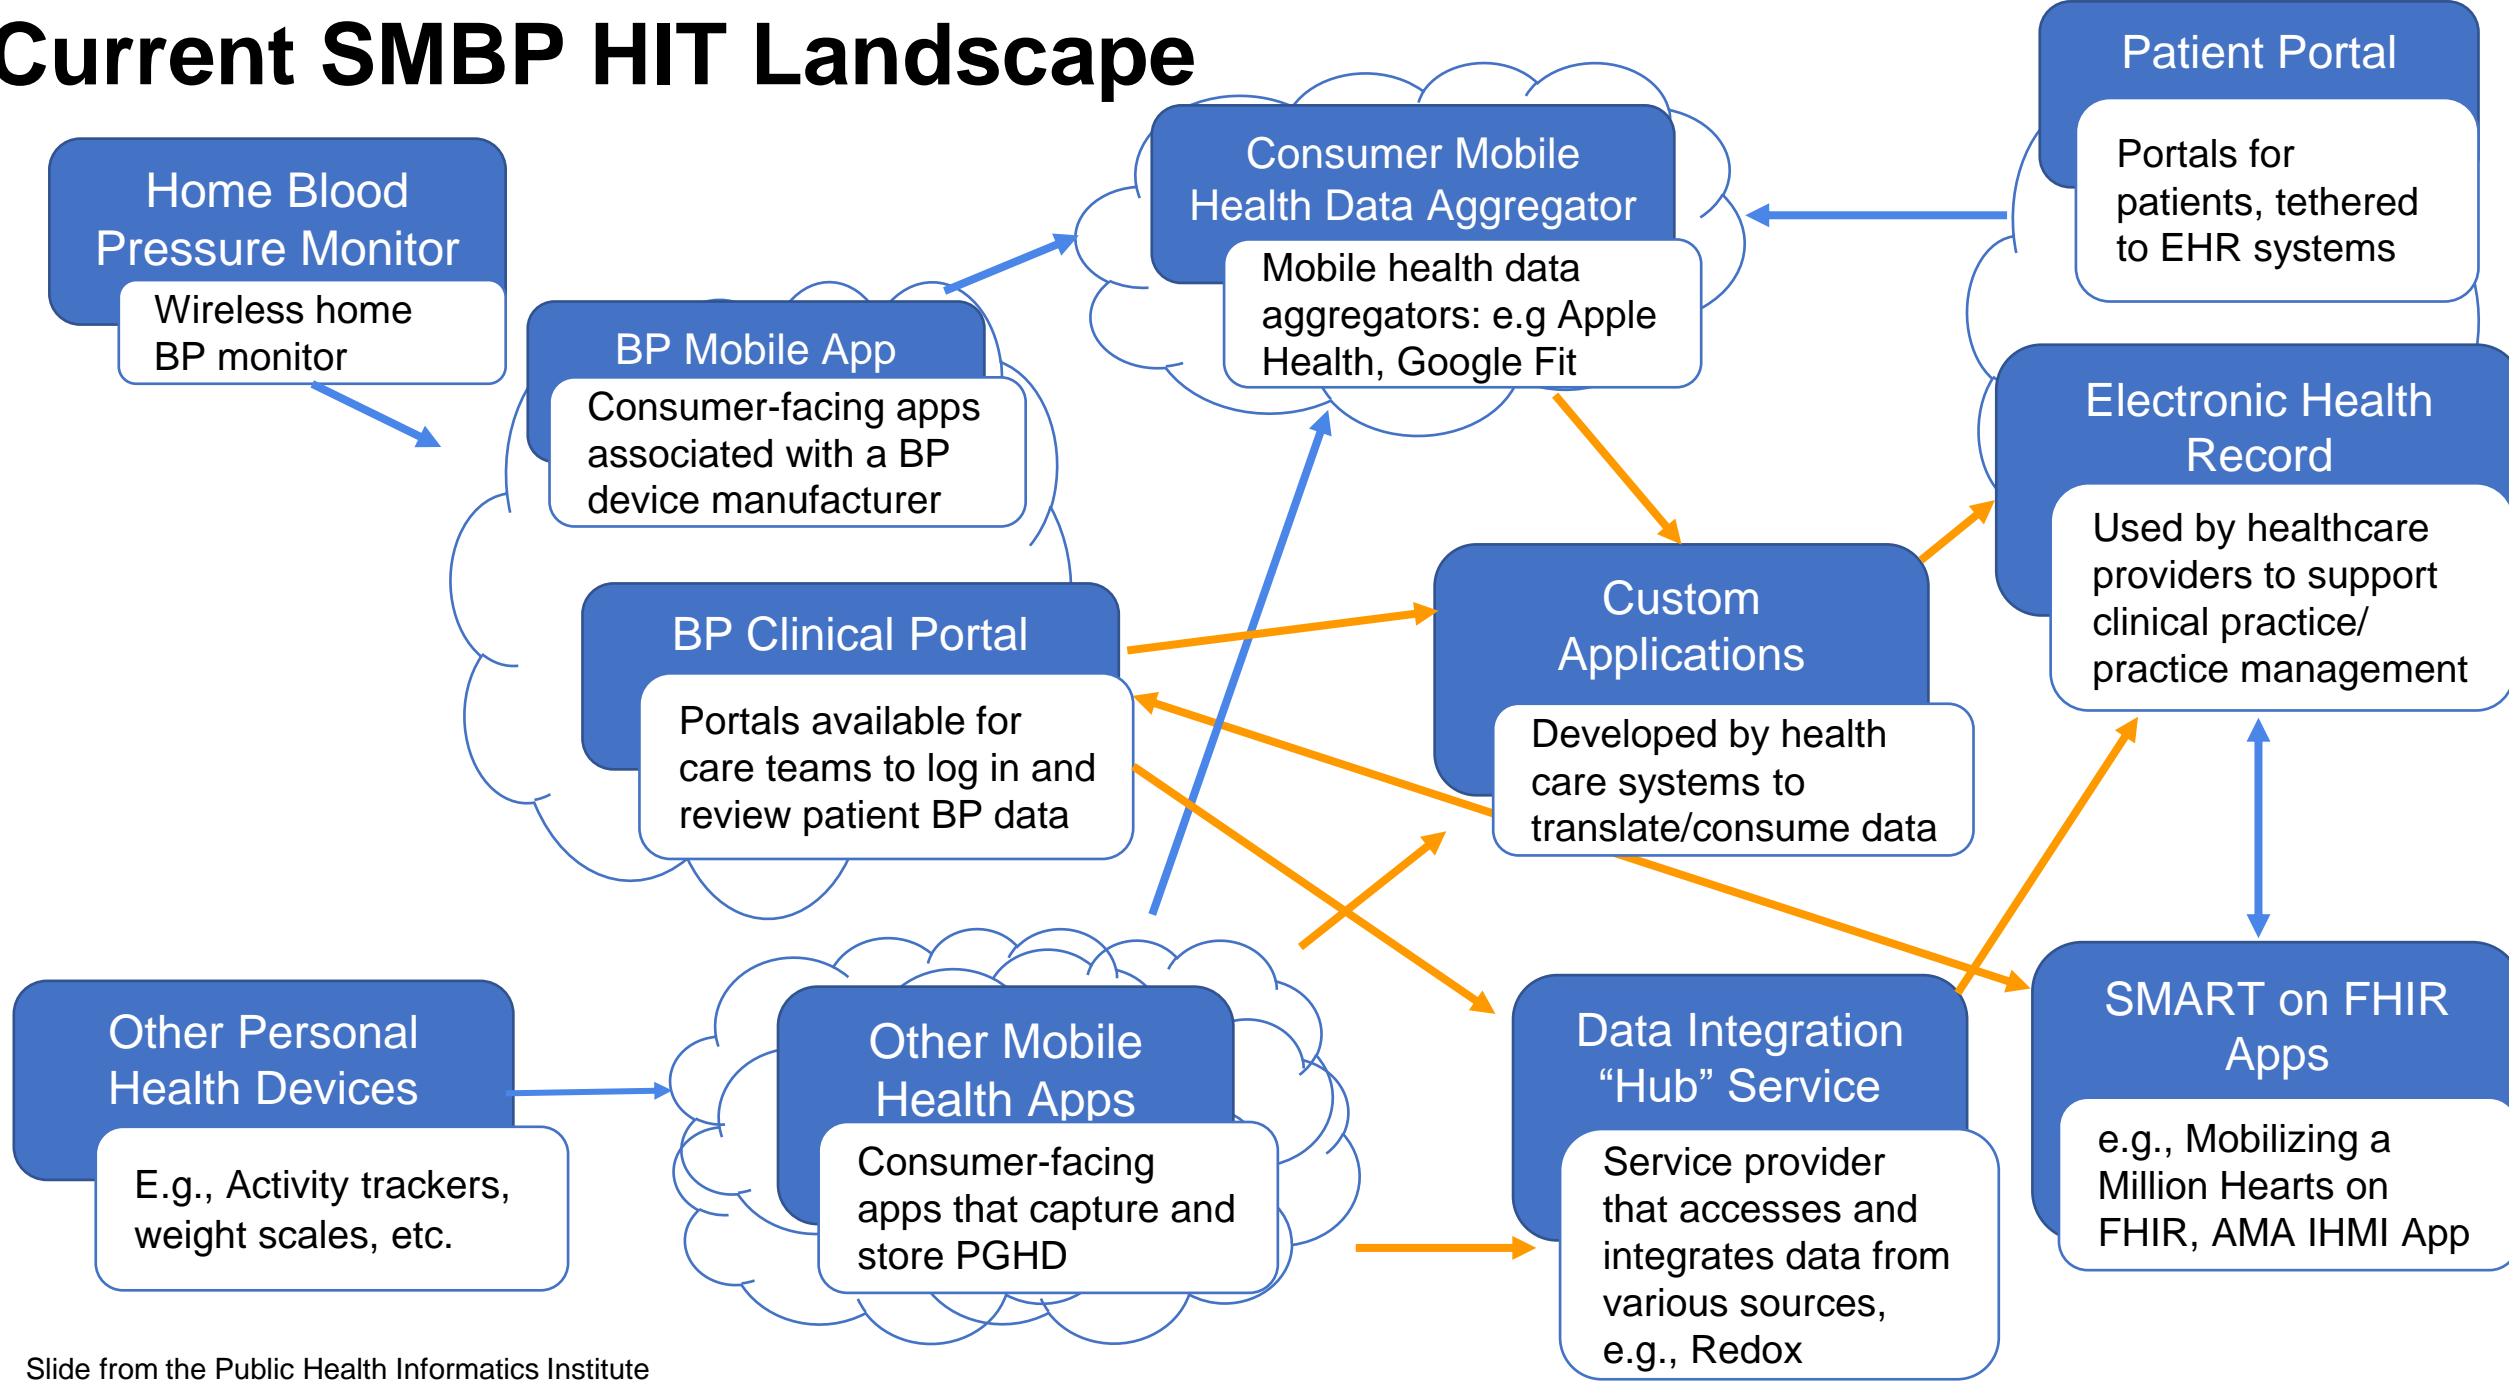 Current SMBP HIT Landscape
Home Blood
Pressure Monitor
Wireless home
BP monitor
BP Mobile App
Consumer-facing apps
associated with a BP
device manufacturer
BP Clinical Portal
Portals available for
care teams to log in and
review patient BP data
Consumer Mobile
Health Data Aggregator
Mobile health data
aggregators: e.g Apple
Health, Google Fit
Patient Portal
Portals for
patients, tethered
to EHR systems
Electronic Health
Record
Used by healthcare
providers to support
clinical practice/
practice management
Custom
Applications
Developed by health
care systems to
translate/consume data
Other Personal
Health Devices
E.g., Activity trackers,
weight scales, etc.
Other Mobile
Health Apps
Consumer-facing
apps that capture and
store PGHD
Data Integration
“Hub” Service
Service provider
that accesses and
integrates data from
various sources,
e.g., Redox
SMART on FHIR
Apps
e.g., Mobilizing a
Million Hearts on
FHIR, AMA IHMI App
Slide from the Public Health Informatics Institute